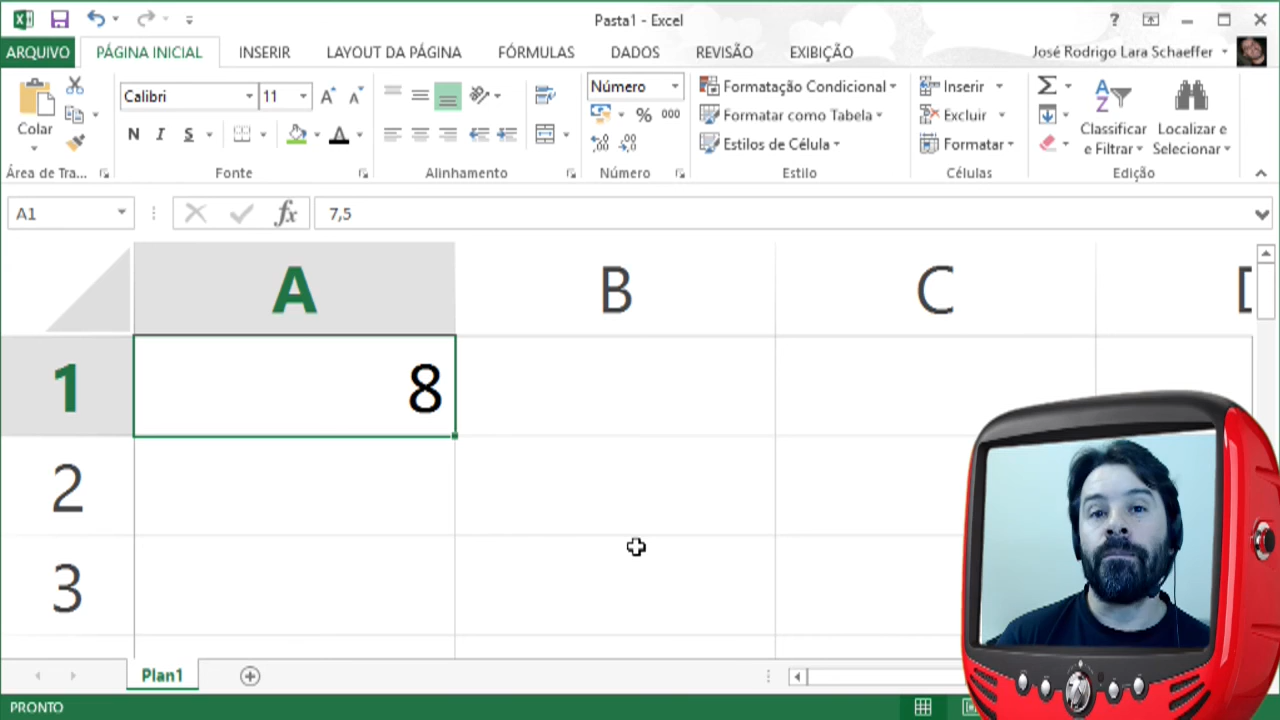 Pasta1 - Excel
?
ARQUIVO PÁGINA INICIAL INSERIR LAYOUT DA PÁGINA FÓRMULAS DADOS REVISÃO EXIBIÇÃO José Rodrigo Lara Schaeffer
Colar
Área de Tra...
Calibri 11 A A
N I S A
Fonte
Alinhamento
Número
% 000
,00 ,0
Número
Formatação Condicional
Formatar como Tabela
Estilos de Célula
Estilo
Inserir
Excluir
Formatar
Células
Σ
A Z
Classificar e Filtrar
Localizar e Selecionar
Edição
A1 fx 7,5
A B C D
1 8
2
3
Plan1
PRONTO